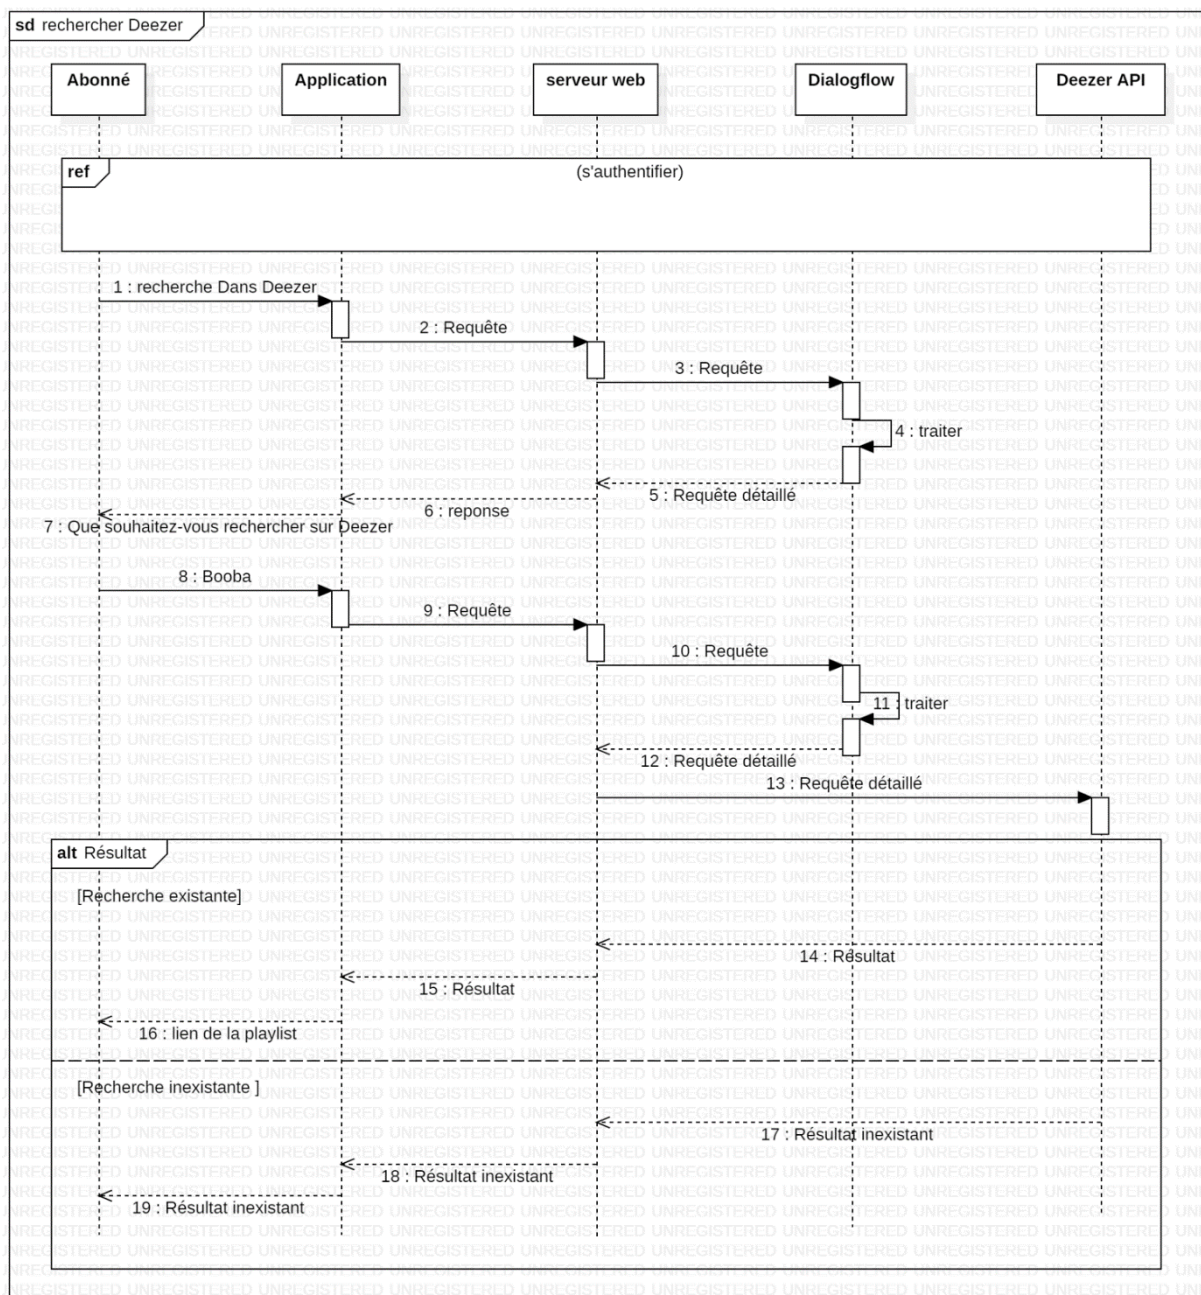 sd rechercher Deezer
Abonné
Application
serveur web
Dialogflow
Deezer API
ref
(s'authentifier)
1 : recherche Dans Deezer
2 : Requête
3 : Requête
4 : traiter
5 : Requête détaillé
6 : reponse
7 : Que souhaitez-vous rechercher sur Deezer
8 : Booba
9 : Requête
10 : Requête
11 : traiter
12 : Requête détaillé
13 : Requête détaillé
alt Résultat
[Recherche existante]
14 : Résultat
15 : Résultat
16 : lien de la playlist
[Recherche inexistante ]
17 : Résultat inexistant
18 : Résultat inexistant
19 : Résultat inexistant
UNREGISTERED